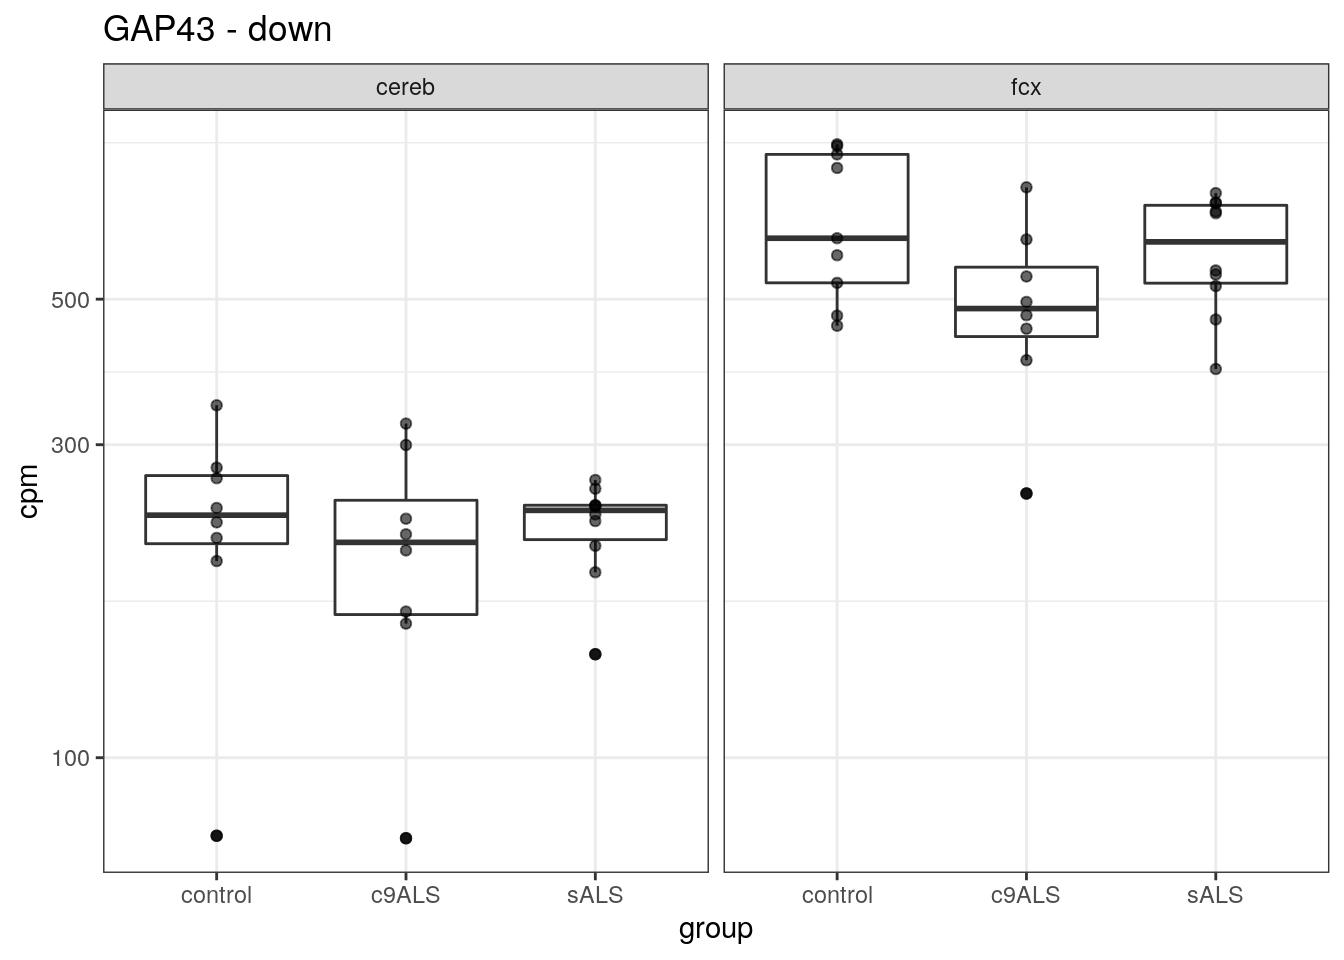 GAP43 - down
cereb fcx
500
300
100
cpm
control c9ALS sALS control c9ALS sALS
group